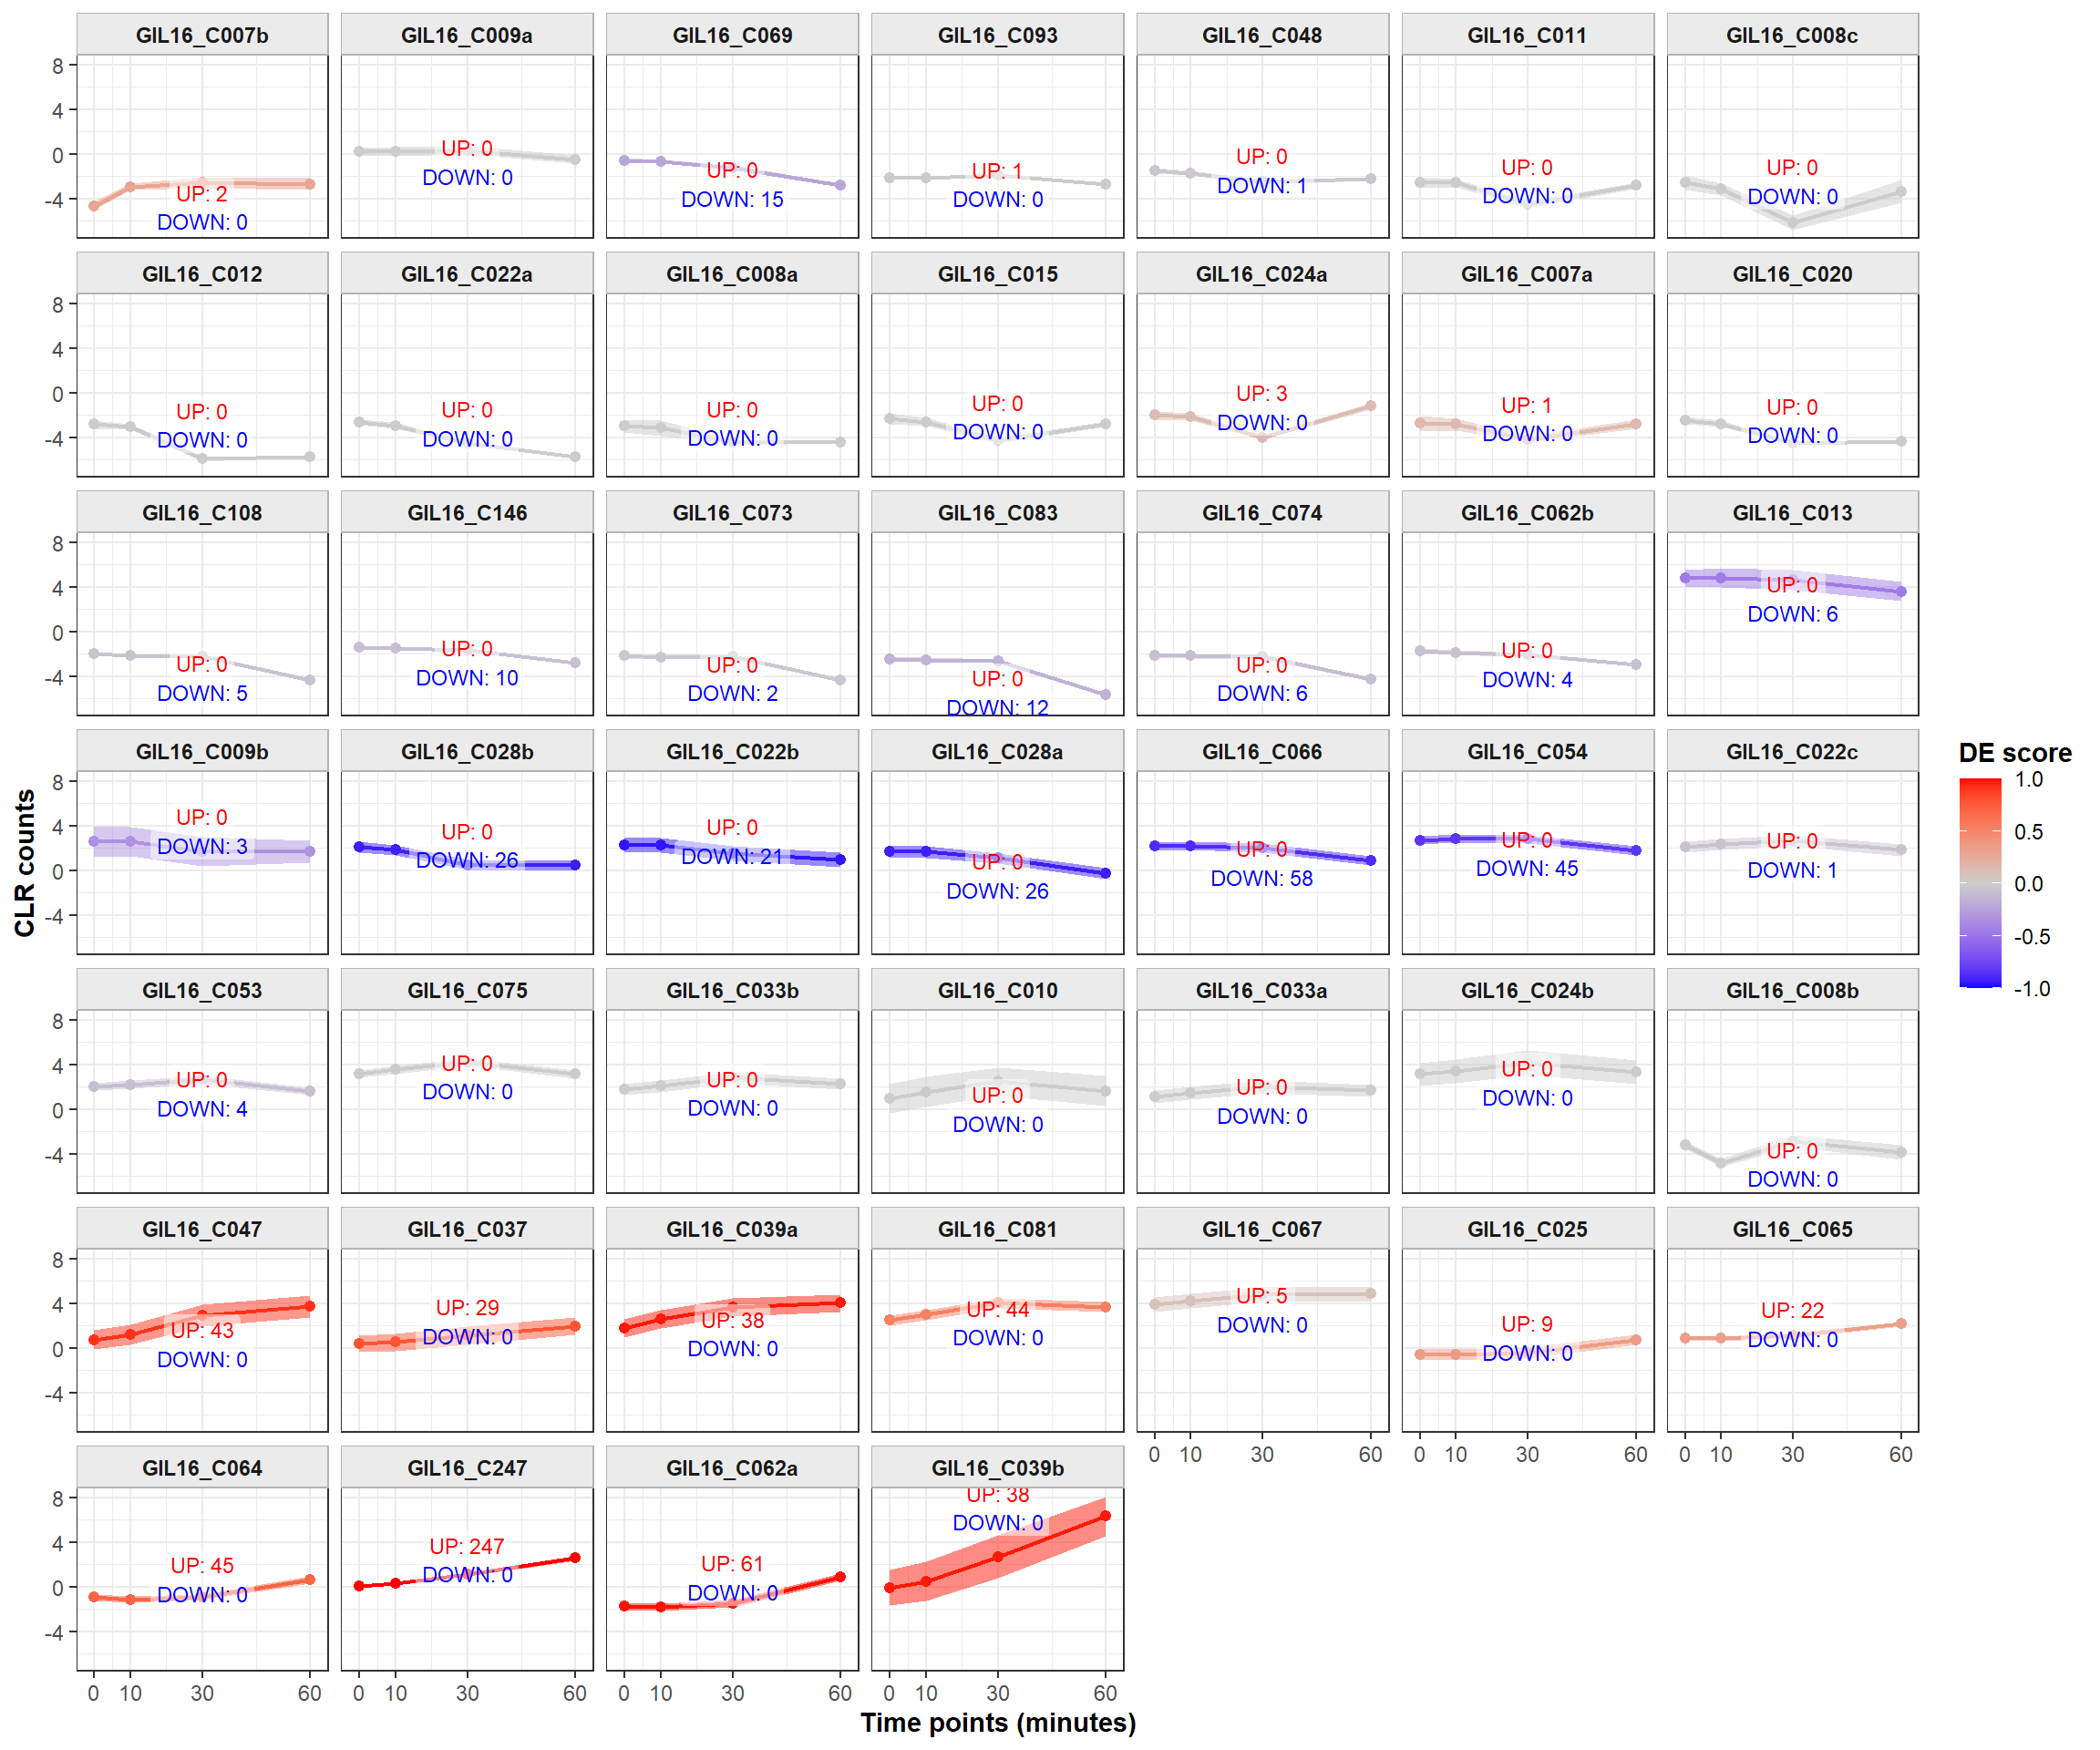 GIL16_C007b GIL16_C009a GIL16_C069 GIL16_C093 GIL16_C048 GIL16_C011 GIL16_C008c
8
4
0
-4
UP: 2 UP: 0 UP: 0 UP: 1 UP: 0 UP: 0 UP: 0
DOWN: 0 DOWN: 0 DOWN: 15 DOWN: 0 DOWN: 1 DOWN: 0 DOWN: 0
GIL16_C012 GIL16_C022a GIL16_C008a GIL16_C015 GIL16_C024a GIL16_C007a GIL16_C020
8
4
0
-4
UP: 0 UP: 0 UP: 0 UP: 0 UP: 3 UP: 1 UP: 0
DOWN: 0 DOWN: 0 DOWN: 0 DOWN: 0 DOWN: 0 DOWN: 0 DOWN: 0
GIL16_C108 GIL16_C146 GIL16_C073 GIL16_C083 GIL16_C074 GIL16_C062b GIL16_C013
8
4
0
-4
UP: 0 UP: 0 UP: 0 UP: 0 UP: 0 UP: 0 UP: 0
DOWN: 5 DOWN: 10 DOWN: 2 DOWN: 12 DOWN: 6 DOWN: 4 DOWN: 6
GIL16_C009b GIL16_C028b GIL16_C022b GIL16_C028a GIL16_C066 GIL16_C054 GIL16_C022c
8
4
0
-4
UP: 0 UP: 0 UP: 0 UP: 0 UP: 0 UP: 0 UP: 0
DOWN: 3 DOWN: 26 DOWN: 21 DOWN: 26 DOWN: 58 DOWN: 45 DOWN: 1
CLR counts
DE score
1.0
0.5
0.0
-0.5
-1.0
GIL16_C053 GIL16_C075 GIL16_C033b GIL16_C010 GIL16_C033a GIL16_C024b GIL16_C008b
8
4
0
-4
UP: 0 UP: 0 UP: 0 UP: 0 UP: 0 UP: 0 UP: 0
DOWN: 4 DOWN: 0 DOWN: 0 DOWN: 0 DOWN: 0 DOWN: 0 DOWN: 0
GIL16_C047 GIL16_C037 GIL16_C039a GIL16_C081 GIL16_C067 GIL16_C025 GIL16_C065
8
4
0
-4
UP: 43 UP: 29 UP: 38 UP: 44 UP: 5 UP: 9 UP: 22
DOWN: 0 DOWN: 0 DOWN: 0 DOWN: 0 DOWN: 0 DOWN: 0 DOWN: 0
0 10 30 60 0 10 30 60 0 10 30 60
GIL16_C064 GIL16_C247 GIL16_C062a GIL16_C039b
8
4
0
-4
UP: 45 UP: 247 UP: 61 UP: 38
DOWN: 0 DOWN: 0 DOWN: 0 DOWN: 0
0 10 30 60 0 10 30 60 0 10 30 60 0 10 30 60
Time points (minutes)